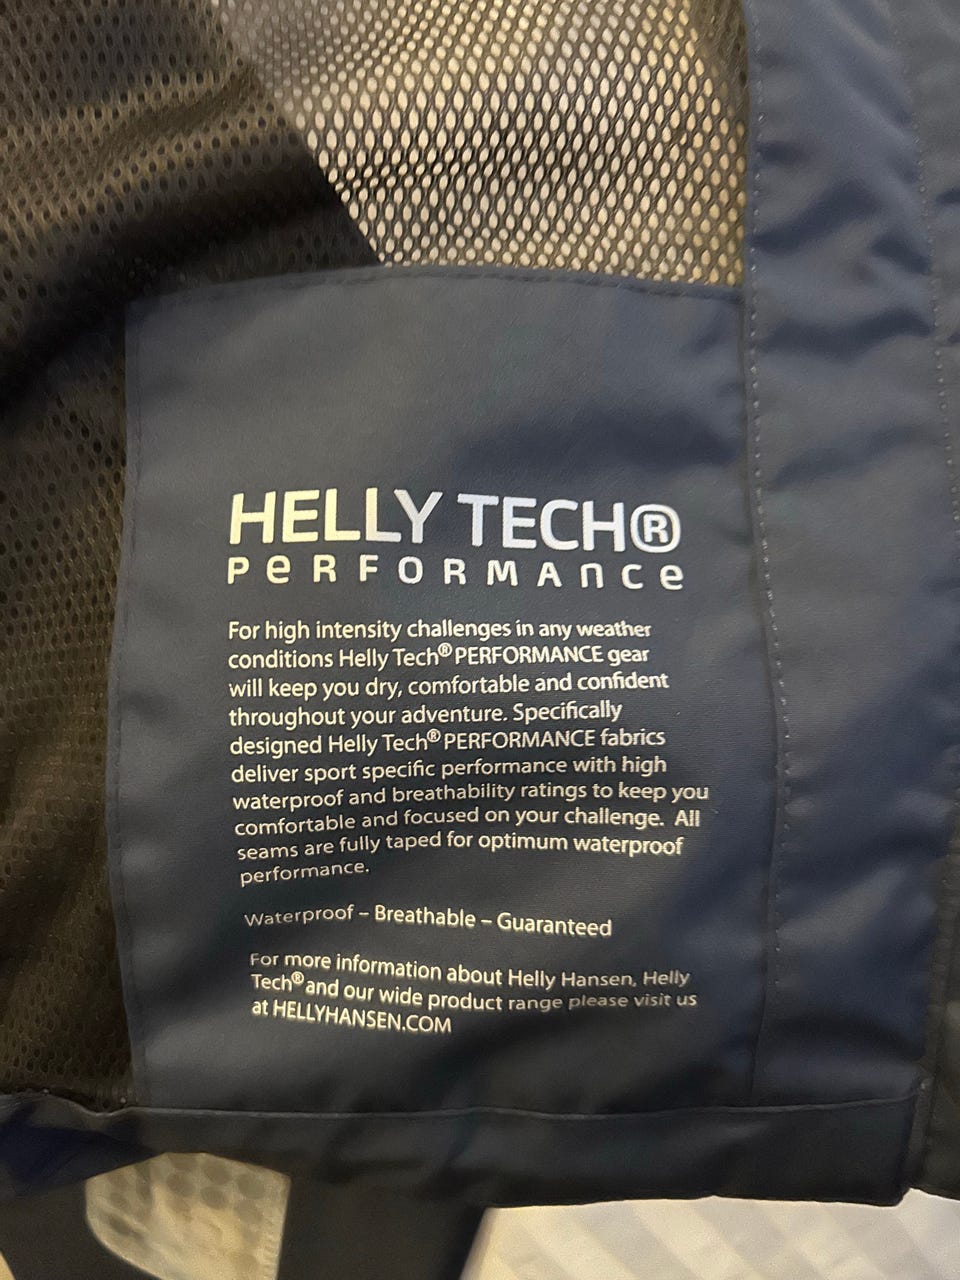 HELLY TECH®
PeRFORMAnCe
For high intensity challenges in any weather
conditions Helly Tech® PERFORMANCE gear
will keep you dry, comfortable and confident
throughout your adventure. Specifically
designed Helly Tech® PERFORMANCE fabrics
deliver sport specific performance with high
waterproof and breathability ratings to keep you
comfortable and focused on your challenge. All
seams are fully taped for optimum waterproof
performance.
Waterproof – Breathable – Guaranteed
For more information about Helly Hansen, Helly
Tech® and our wide product range please visit us
at HELLYHANSEN.COM